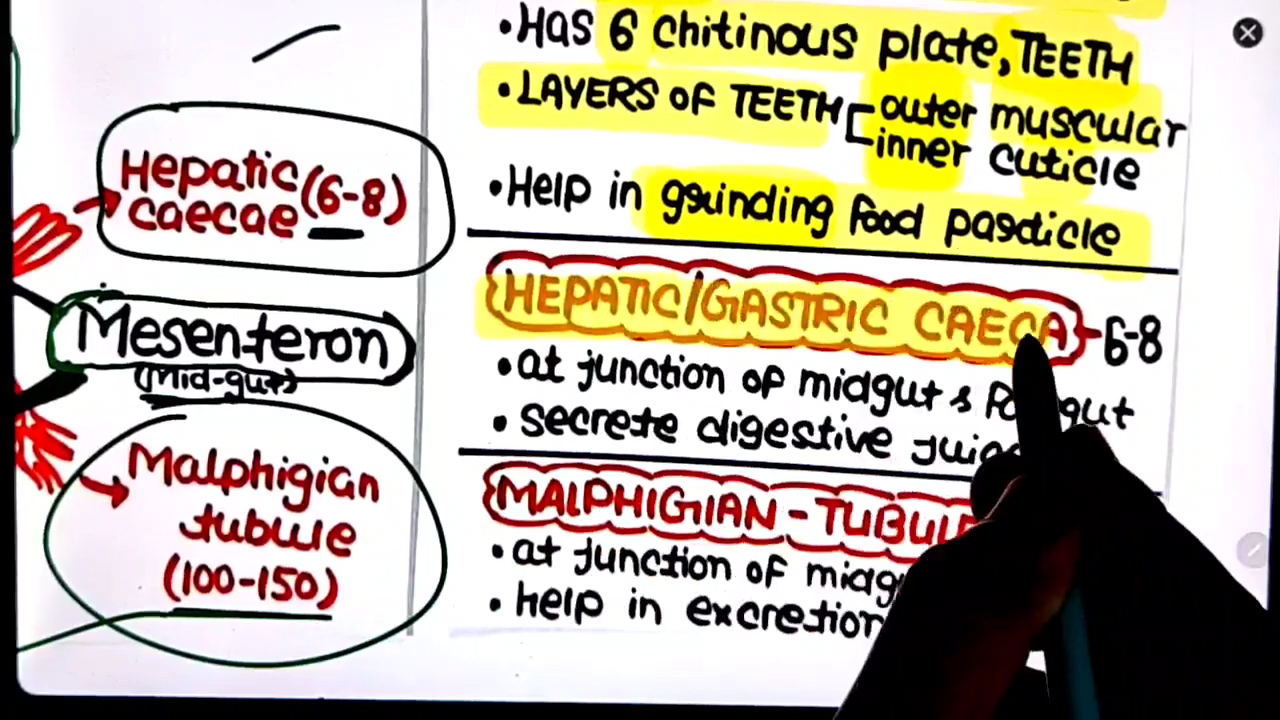 Hepatic
caecae (6-8)
Mesenteron
(mid-gut)
Malphigian
tubule
(100-150)
•Has 6 chitinous plate, TEETH
•LAYERS OF TEETH outer muscular
inner cuticle
•Help in grinding food particle
HEPATIC/GASTRIC CAECA - 6-8
•at junction of midgut &
•secrete digestive
MALPHIGIAN -
•at junction of
•help in excretion